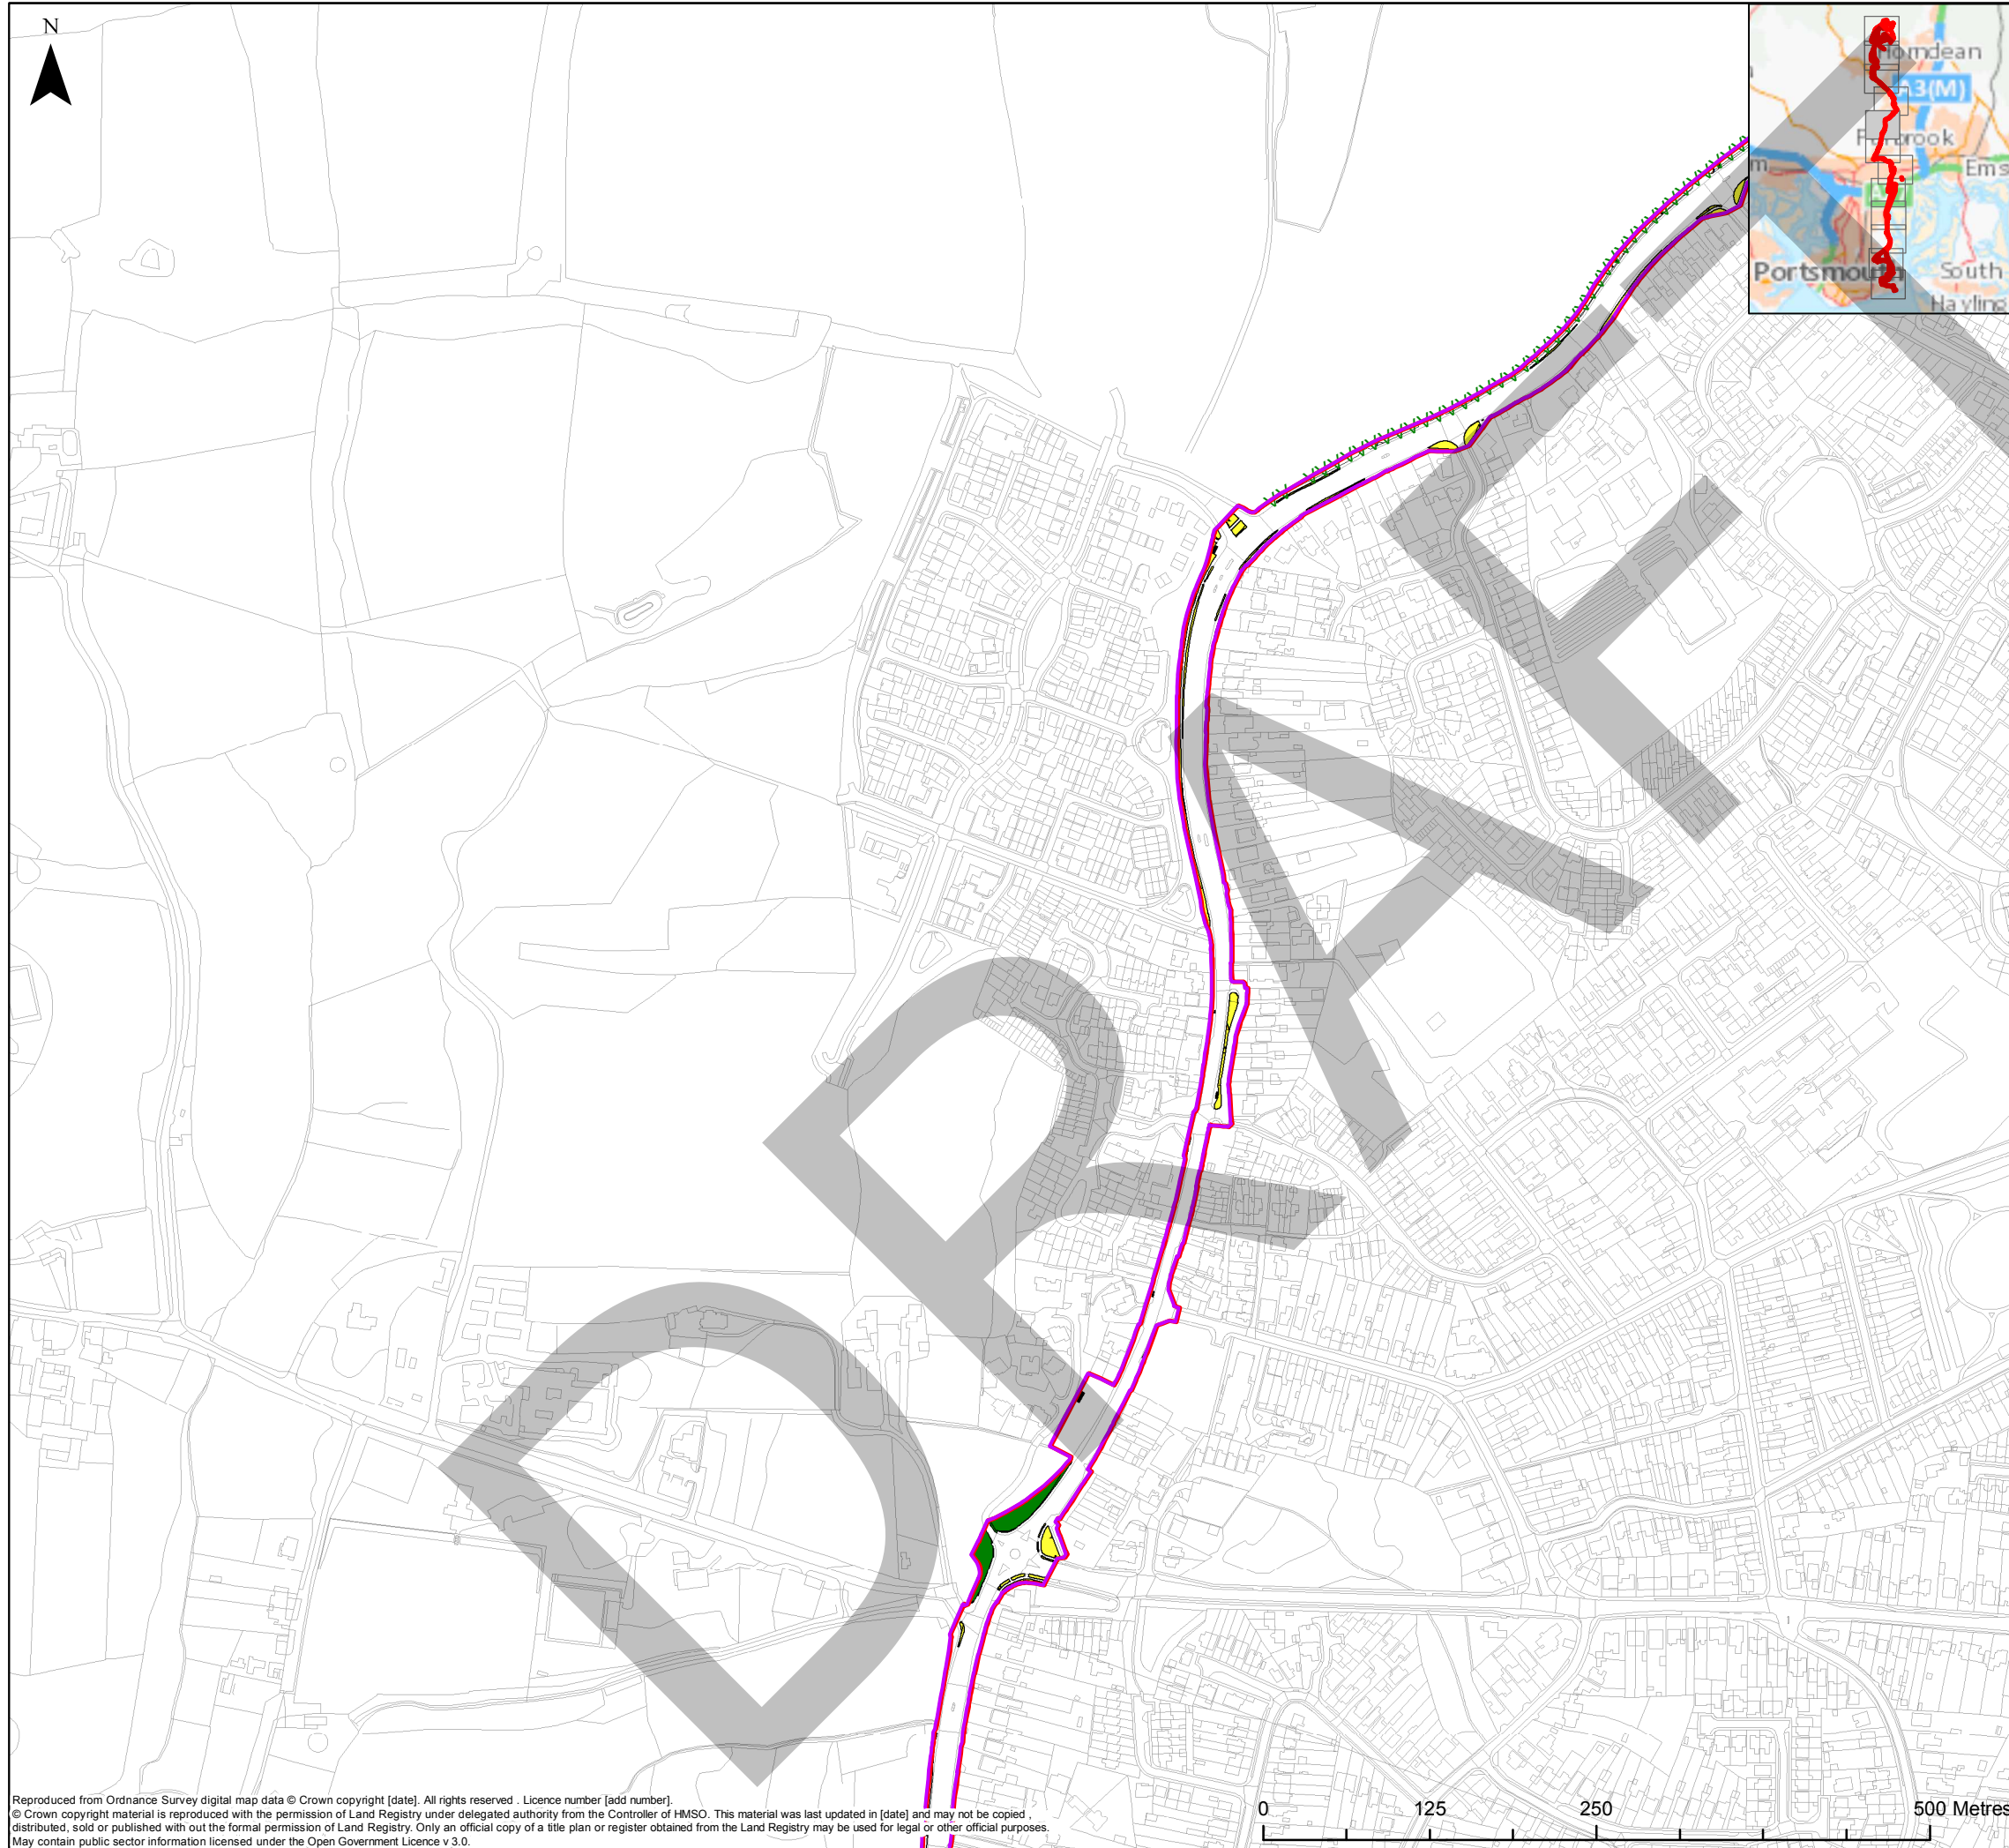 N
Horndean
A3(M)
Purbrook
Ems
Portsmouth
South
Hayling
DRAFT
0 125 250 500 Metres
Reproduced from Ordnance Survey digital map data © Crown copyright [date]. All rights reserved . Licence number [add number].
© Crown copyright material is reproduced with the permission of Land Registry under delegated authority from the Controller of HMSO. This material was last updated in [date] and may not be copied ,
distributed, sold or published with out the formal permission of Land Registry. Only an official copy of a title plan or register obtained from the Land Registry may be used for legal or other official purposes.
May contain public sector information licensed under the Open Government Licence v 3.0.